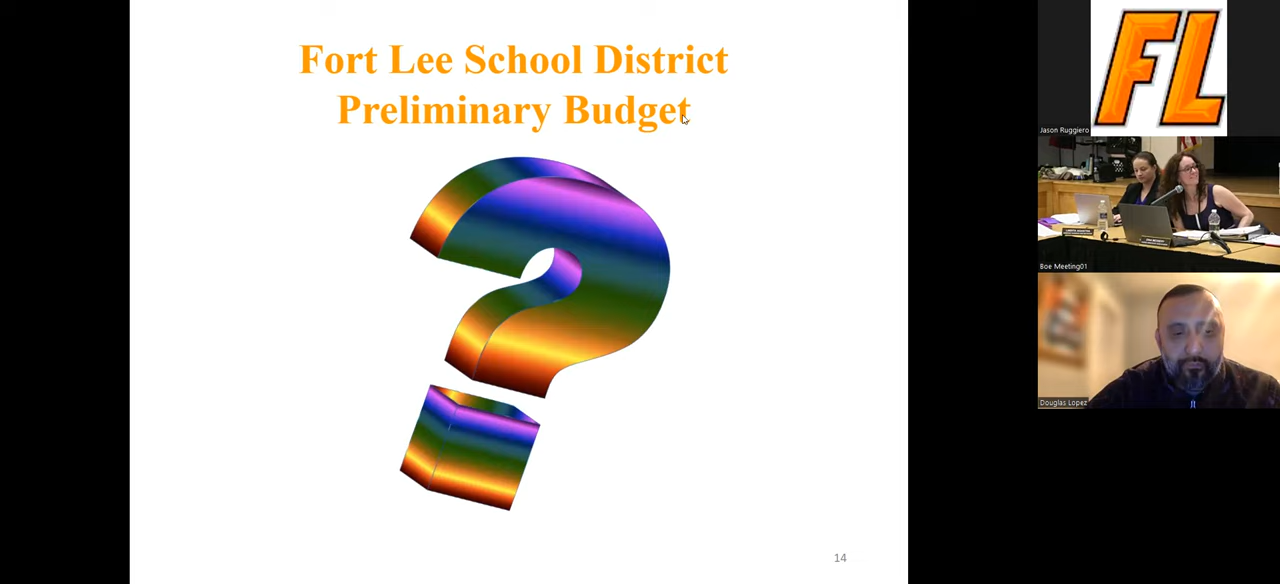 Fort Lee School District
Preliminary Budget
?
14
FL
Jason Ruggiero
Boe Meeting01
Douglas Lopez